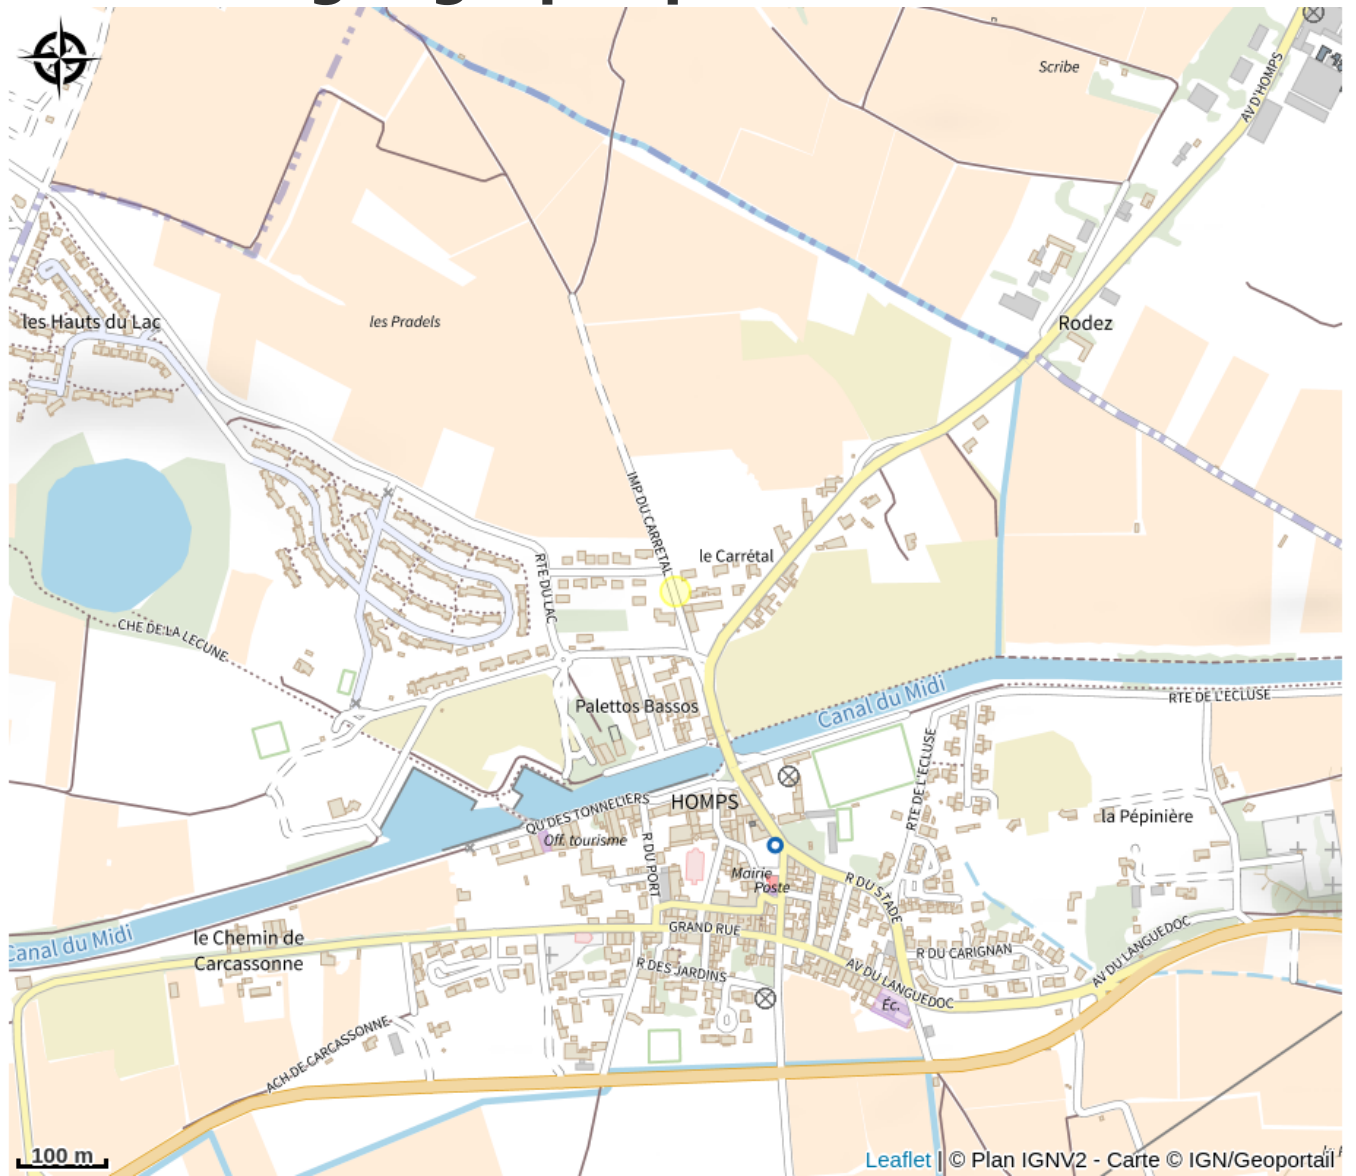 Scribe
AV D'HOMPS
les Hauts du Lac
les Pradels
Rodez
IMP DU CARRETAL
le Carrétal
RTE DU LAC
CHE DE LA LECUNE
Canal du Midi
RTE DE L'ECLUSE
Palettos Bassos
RTE DE L'ECLUSE
HOMPS
QU DES TONNELIERS
la Pépinière
Off. tourisme
R DU PORT
Mairie
Poste
R DU STADE
GRAND RUE
Canal du Midi
le Chemin de
Carcassonne
R DES JARDINS
R DU CARIGNAN
AV DU LANGUEDOC
AV DU LANGUEDOC
Éc.
ACH-DE-CARCASSONNE
100 m
Leaflet | © Plan IGNV2 - Carte © IGN/Geoportail